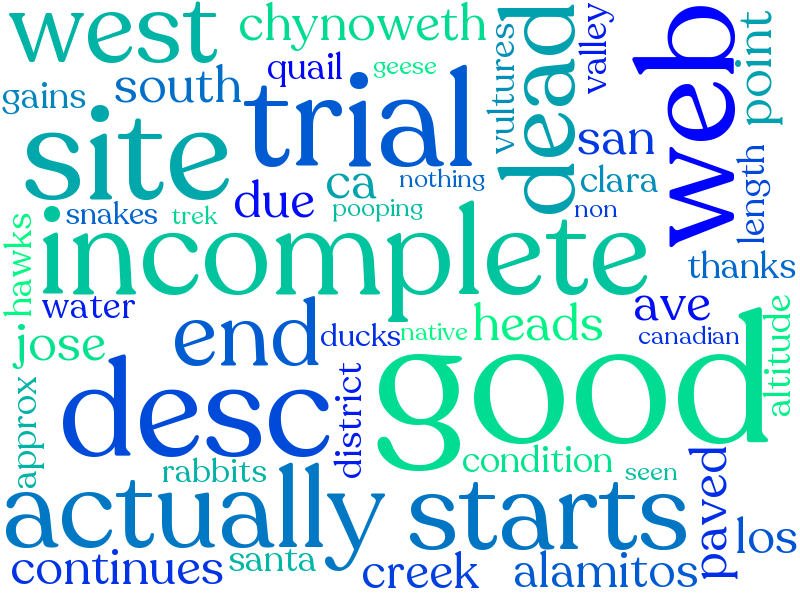 west
chynoweth
quail
geese
gains
south
vultures
dead
valley
web
point
site
trial
san
ca
nothing
clara
length
due
pooping
non
snakes
trek
hawks
incomplete
thanks
water
end
ducks
native
heads
ave
canadian
altitude
jose
desc
good
approx
district
rabbits
condition
seen
actually
starts
paved
los
continues
santa
creek
alamitos